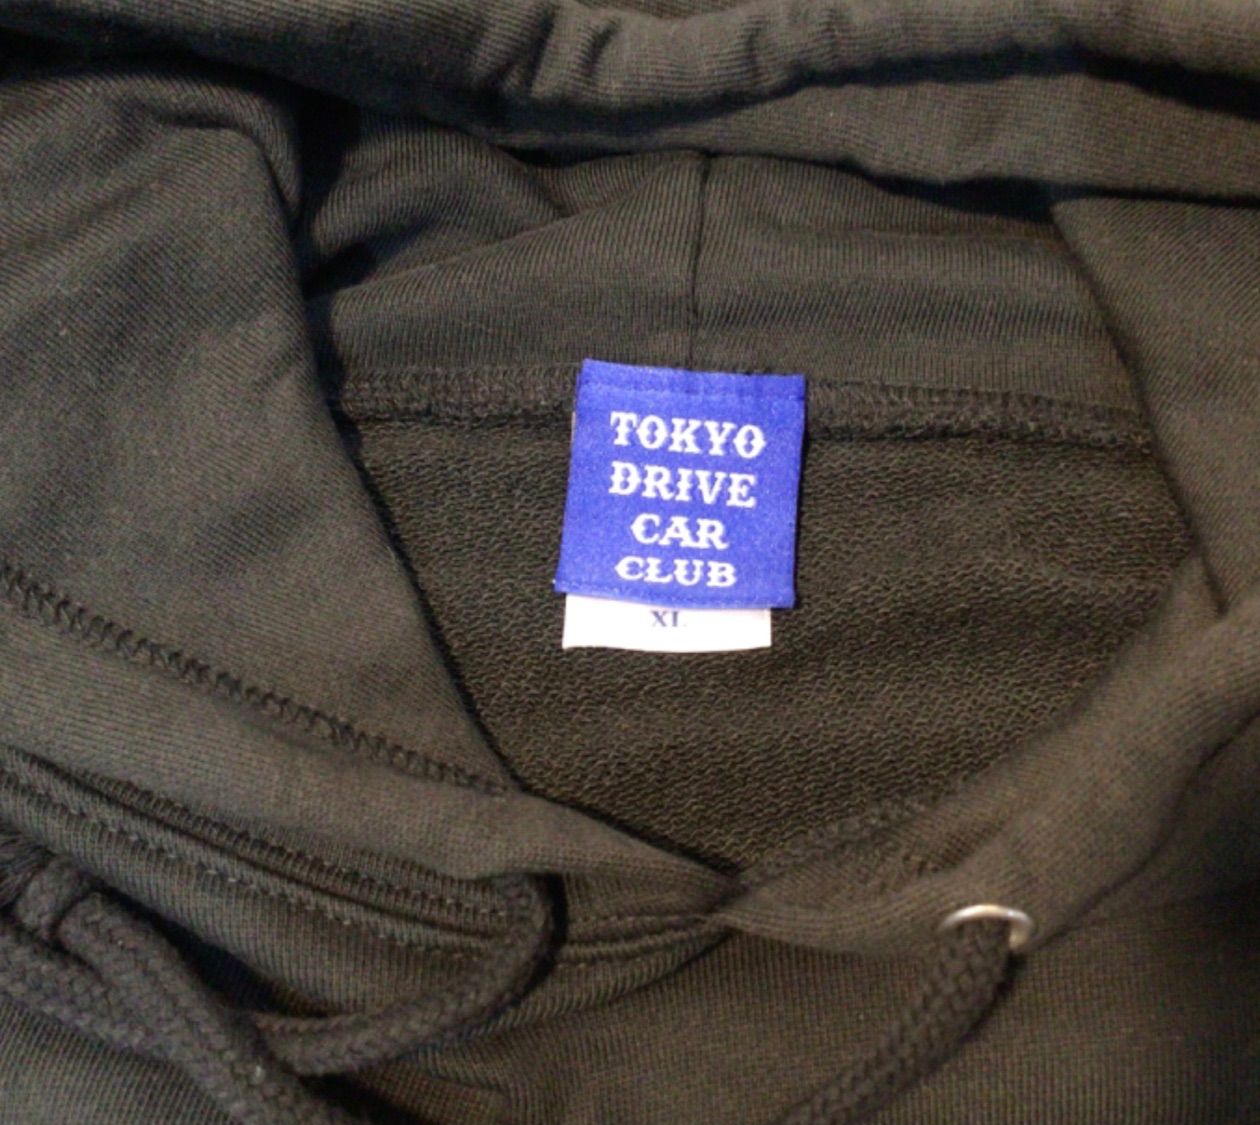 TOKYO
DRIVE
CAR
CLUB
XL